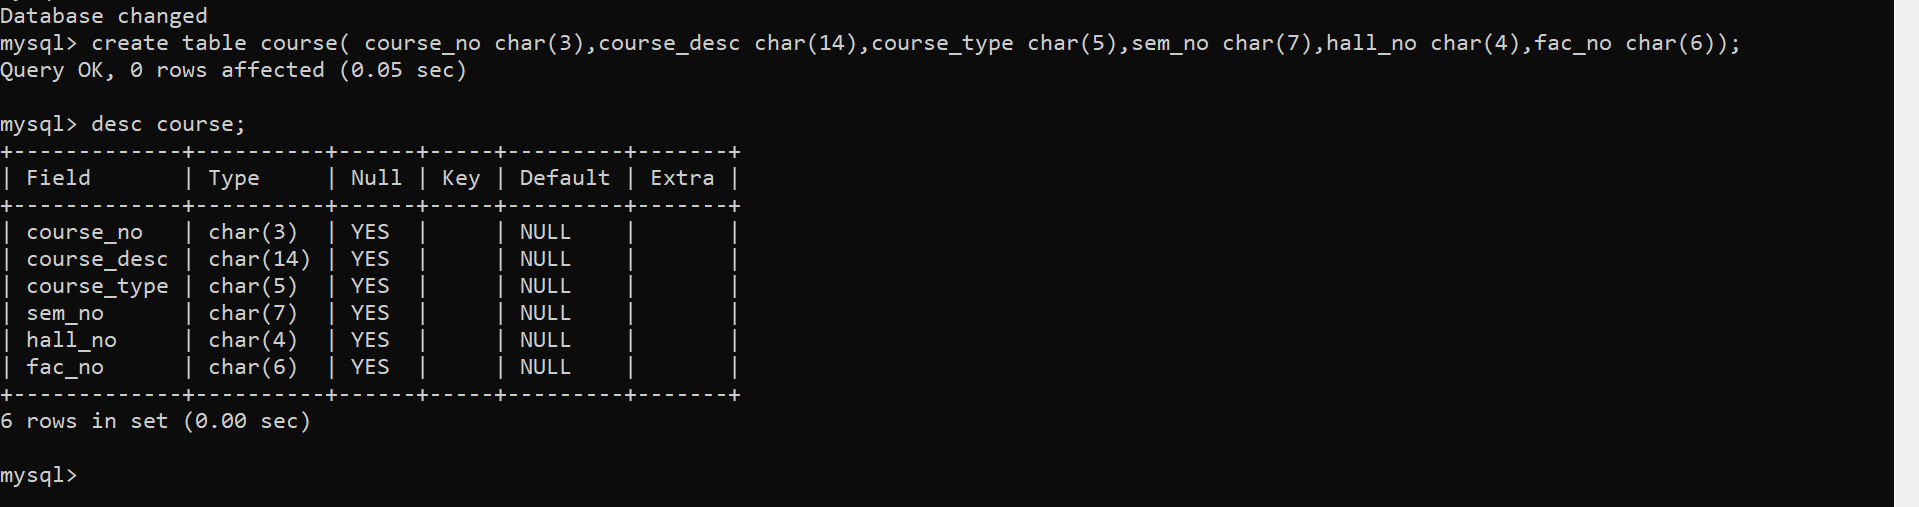 Database changed
mysql> create table course( course_no char(3),course_desc char(14),course_type char(5),sem_no char(7),hall_no char(4),fac_no char(6));
Query OK, 0 rows affected (0.05 sec)
mysql> desc course;
+-------------+----------+------+-----+---------+-------+
| Field       | Type     | Null | Key | Default | Extra |
+-------------+----------+------+-----+---------+-------+
| course_no   | char(3)  | YES  |     | NULL    |       |
| course_desc | char(14) | YES  |     | NULL    |       |
| course_type | char(5)  | YES  |     | NULL    |       |
| sem_no      | char(7)  | YES  |     | NULL    |       |
| hall_no     | char(4)  | YES  |     | NULL    |       |
| fac_no      | char(6)  | YES  |     | NULL    |       |
+-------------+----------+------+-----+---------+-------+
6 rows in set (0.00 sec)
mysql>